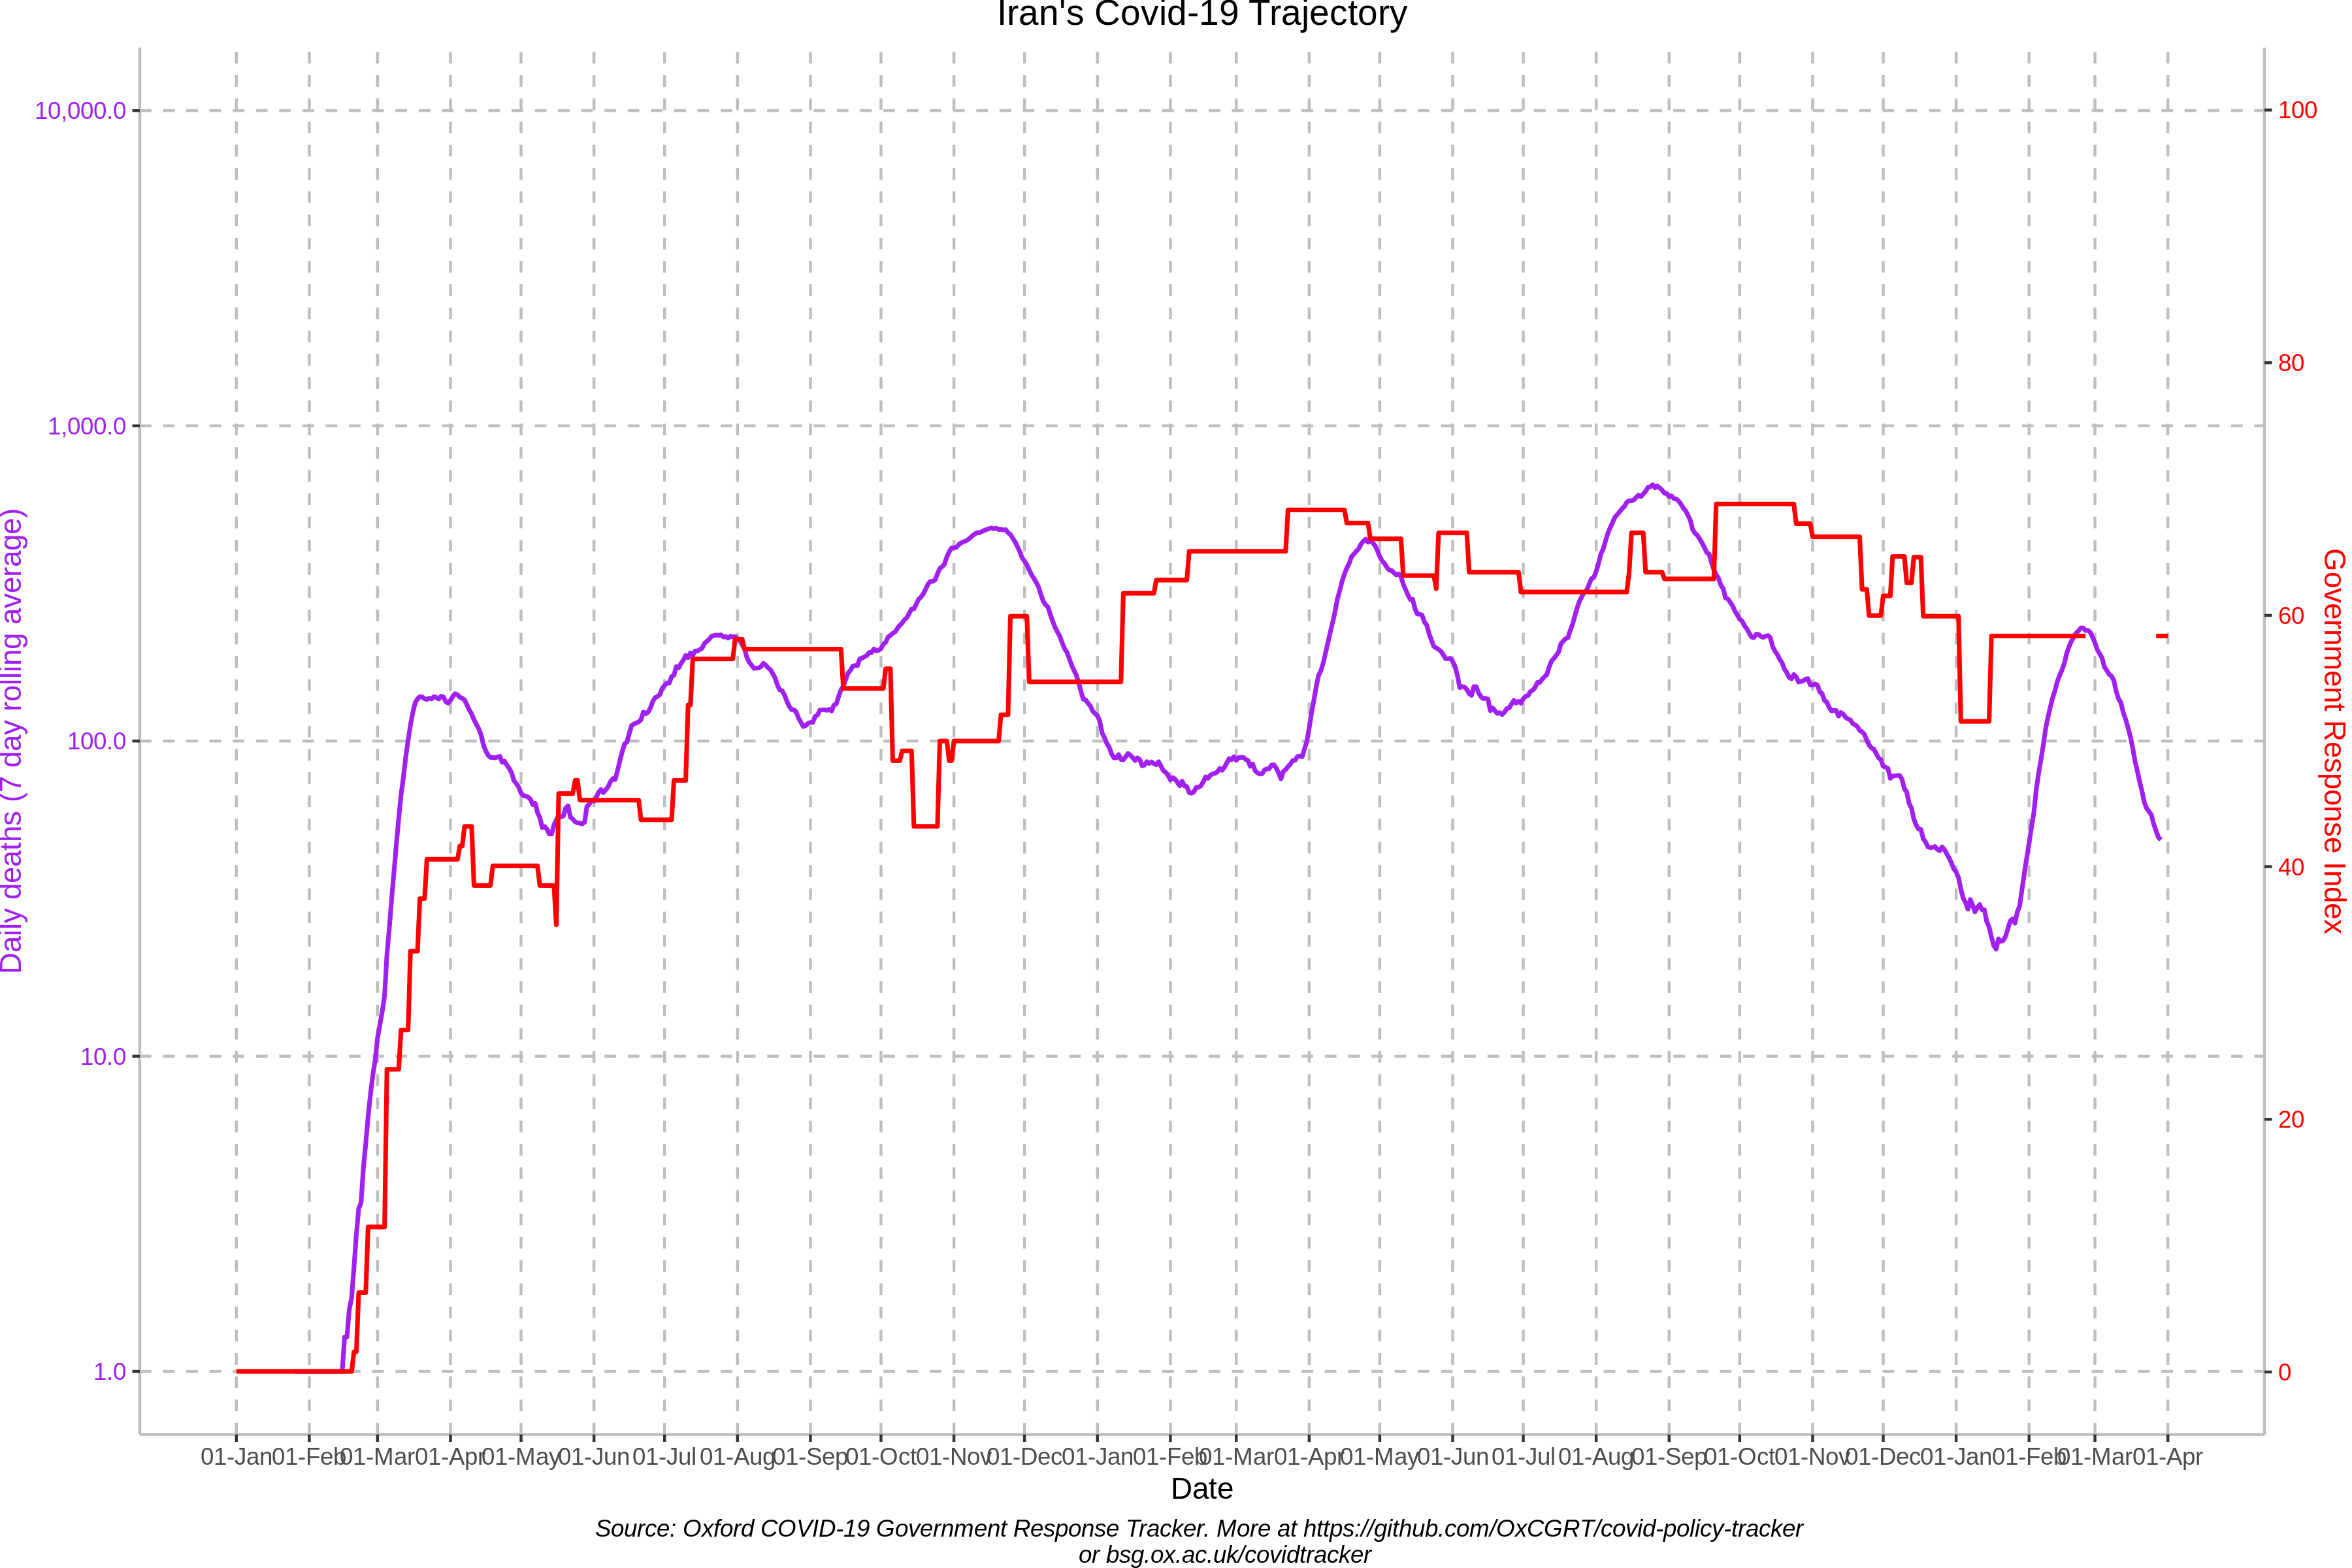 Iran's Covid-19 Trajectory
10,000.0
1,000.0
100.0
10.0
1.0
Daily deaths (7 day rolling average)
100
80
60
40
20
0
Government Response Index
01-Jan 01-Feb 01-Mar 01-Apr 01-May 01-Jun 01-Jul 01-Aug 01-Sep 01-Oct 01-Nov 01-Dec 01-Jan 01-Feb 01-Mar 01-Apr 01-May 01-Jun 01-Jul 01-Aug 01-Sep 01-Oct 01-Nov 01-Dec 01-Jan 01-Feb 01-Mar 01-Apr
Date
Source: Oxford COVID-19 Government Response Tracker. More at https://github.com/OxCGRT/covid-policy-tracker
or bsg.ox.ac.uk/covidtracker